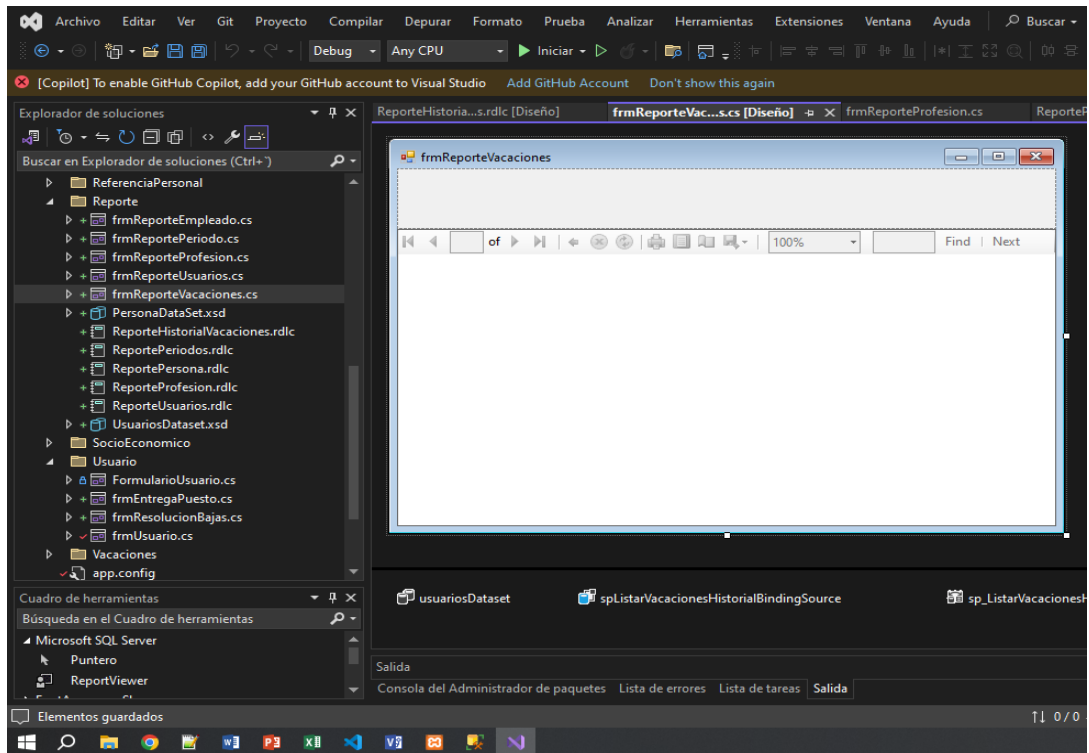 Archivo Editar Ver Git Proyecto Compilar Depurar Formato Prueba Analizar Herramientas Extensiones Ventana Ayuda Buscar
Debug Any CPU Iniciar
[Copilot] To enable GitHub Copilot, add your GitHub account to Visual Studio Add GitHub Account Don't show this again
Explorador de soluciones
Buscar en Explorador de soluciones (Ctrl+`)
ReferenciaPersonal
Reporte
frmReporteEmpleado.cs
frmReportePeriodo.cs
frmReporteProfesion.cs
frmReporteUsuarios.cs
frmReporteVacaciones.cs
PersonaDataSet.xsd
ReporteHistorialVacaciones.rdlc
ReportePeriodos.rdlc
ReportePersona.rdlc
ReporteProfesion.rdlc
ReporteUsuarios.rdlc
UsuariosDataset.xsd
SocioEconomico
Usuario
FormularioUsuario.cs
frmEntregaPuesto.cs
frmResolucionBajas.cs
frmUsuario.cs
Vacaciones
app.config
Cuadro de herramientas
Búsqueda en el Cuadro de herramientas
Microsoft SQL Server
Puntero
ReportViewer
ReporteHistoria...s.rdlc [Diseño] frmReporteVac...s.cs [Diseño] frmReporteProfesion.cs ReporteP
frmReporteVacaciones
of 100% Find | Next
usuariosDataset spListarVacacionesHistorialBindingSource sp_ListarVacacionesH
Salida
Consola del Administrador de paquetes Lista de errores Lista de tareas Salida
Elementos guardados 0/0